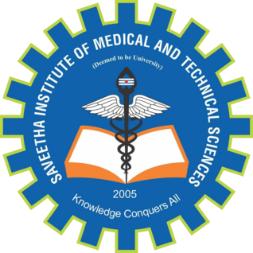 SAVEETHA INSTITUTE OF MEDICAL AND TECHNICAL SCIENCES
(Deemed to be University)
2005
Knowledge Conquers All